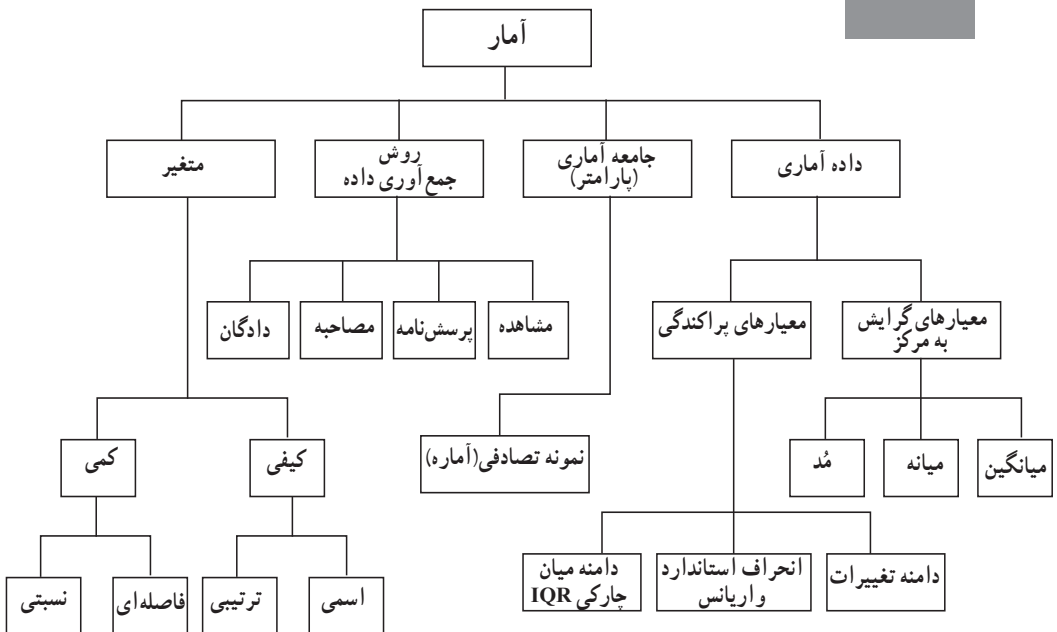 آمار
داده آماری
جامعه آماری
(پارامتر)
روش
جمع‌آوری داده
متغیر
معیارهای گرایش
به مرکز
معیارهای پراکندگی
مشاهده
پرسش‌نامه
مصاحبه
دادگان
میانگین
میانه
مُد
نمونه تصادفی(آماره)
کیفی
کمی
دامنه تغییرات
انحراف استاندارد
واریانس
دامنه میان
چارکی IQR
اسمی
ترتیبی
فاصله‌ای
نسبتی